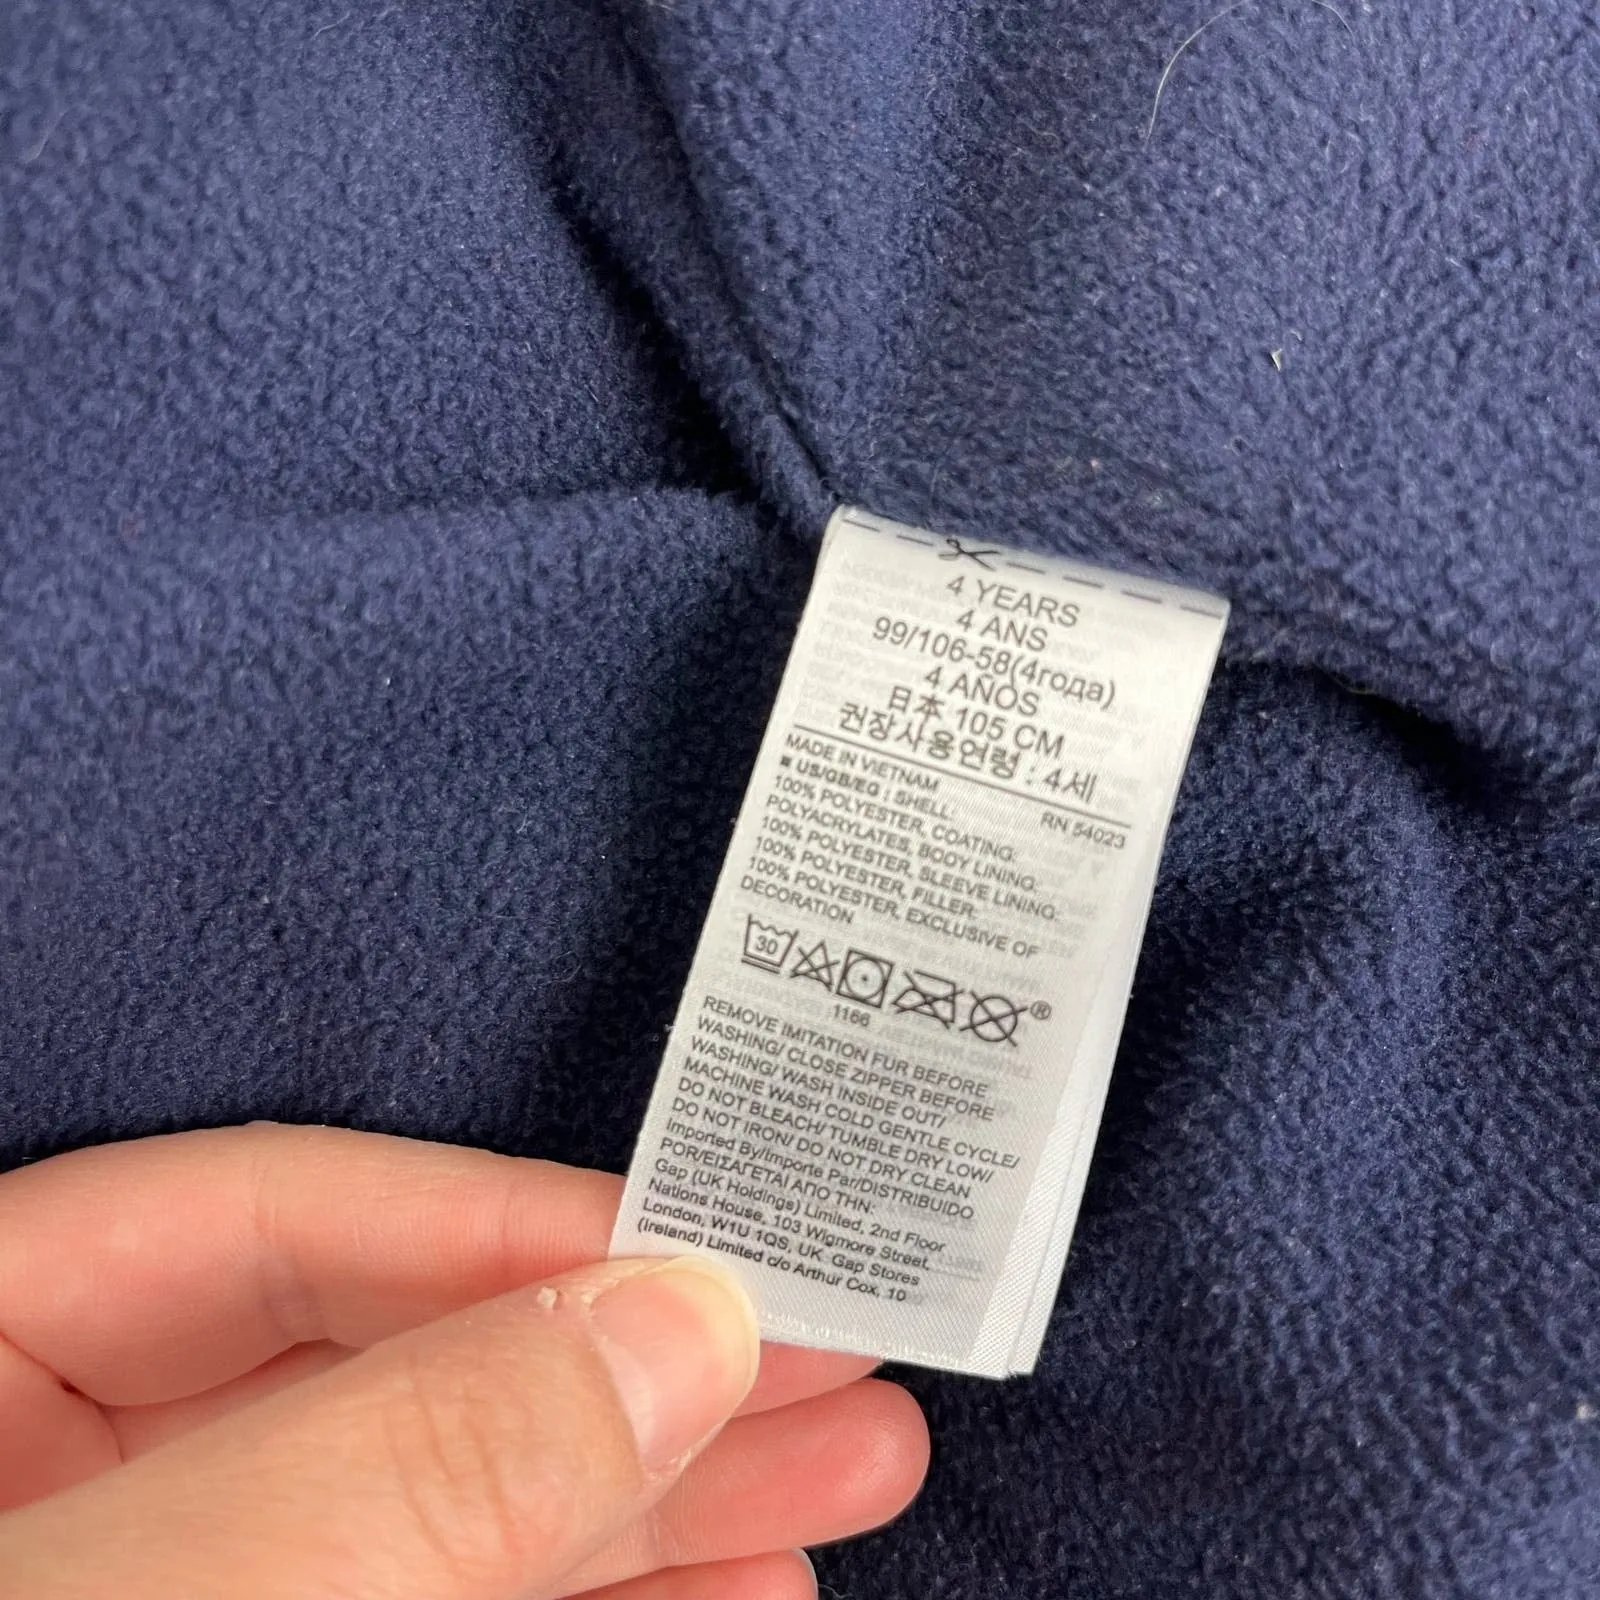 4 YEARS
4 ANS
99/106-58(4года)
4 AÑOS
日本 105 CM
권장사용연령 : 4세
MADE IN VIETNAM
RN 54023
■ US/GB/EG : SHELL:
100% POLYESTER, COATING:
POLYACRYLATES, BODY LINING:
100% POLYESTER, SLEEVE LINING:
100% POLYESTER, FILLER:
100% POLYESTER, EXCLUSIVE OF
DECORATION
30
®
1166
REMOVE IMITATION FUR BEFORE
WASHING/ CLOSE ZIPPER BEFORE
WASHING/ WASH INSIDE OUT/
MACHINE WASH COLD GENTLE CYCLE/
DO NOT BLEACH/ TUMBLE DRY LOW/
DO NOT IRON/ DO NOT DRY CLEAN
Imported By/Importe Par/DISTRIBUIDO
POR/ΕΙΣΑΓΕΤΑΙ ΑΠΟ ΤΗΝ:
Gap (UK Holdings) Limited, 2nd Floor
Nations House, 103 Wigmore Street,
London, W1U 1QS, UK. Gap Stores
(Ireland) Limited c/o Arthur Cox, 10